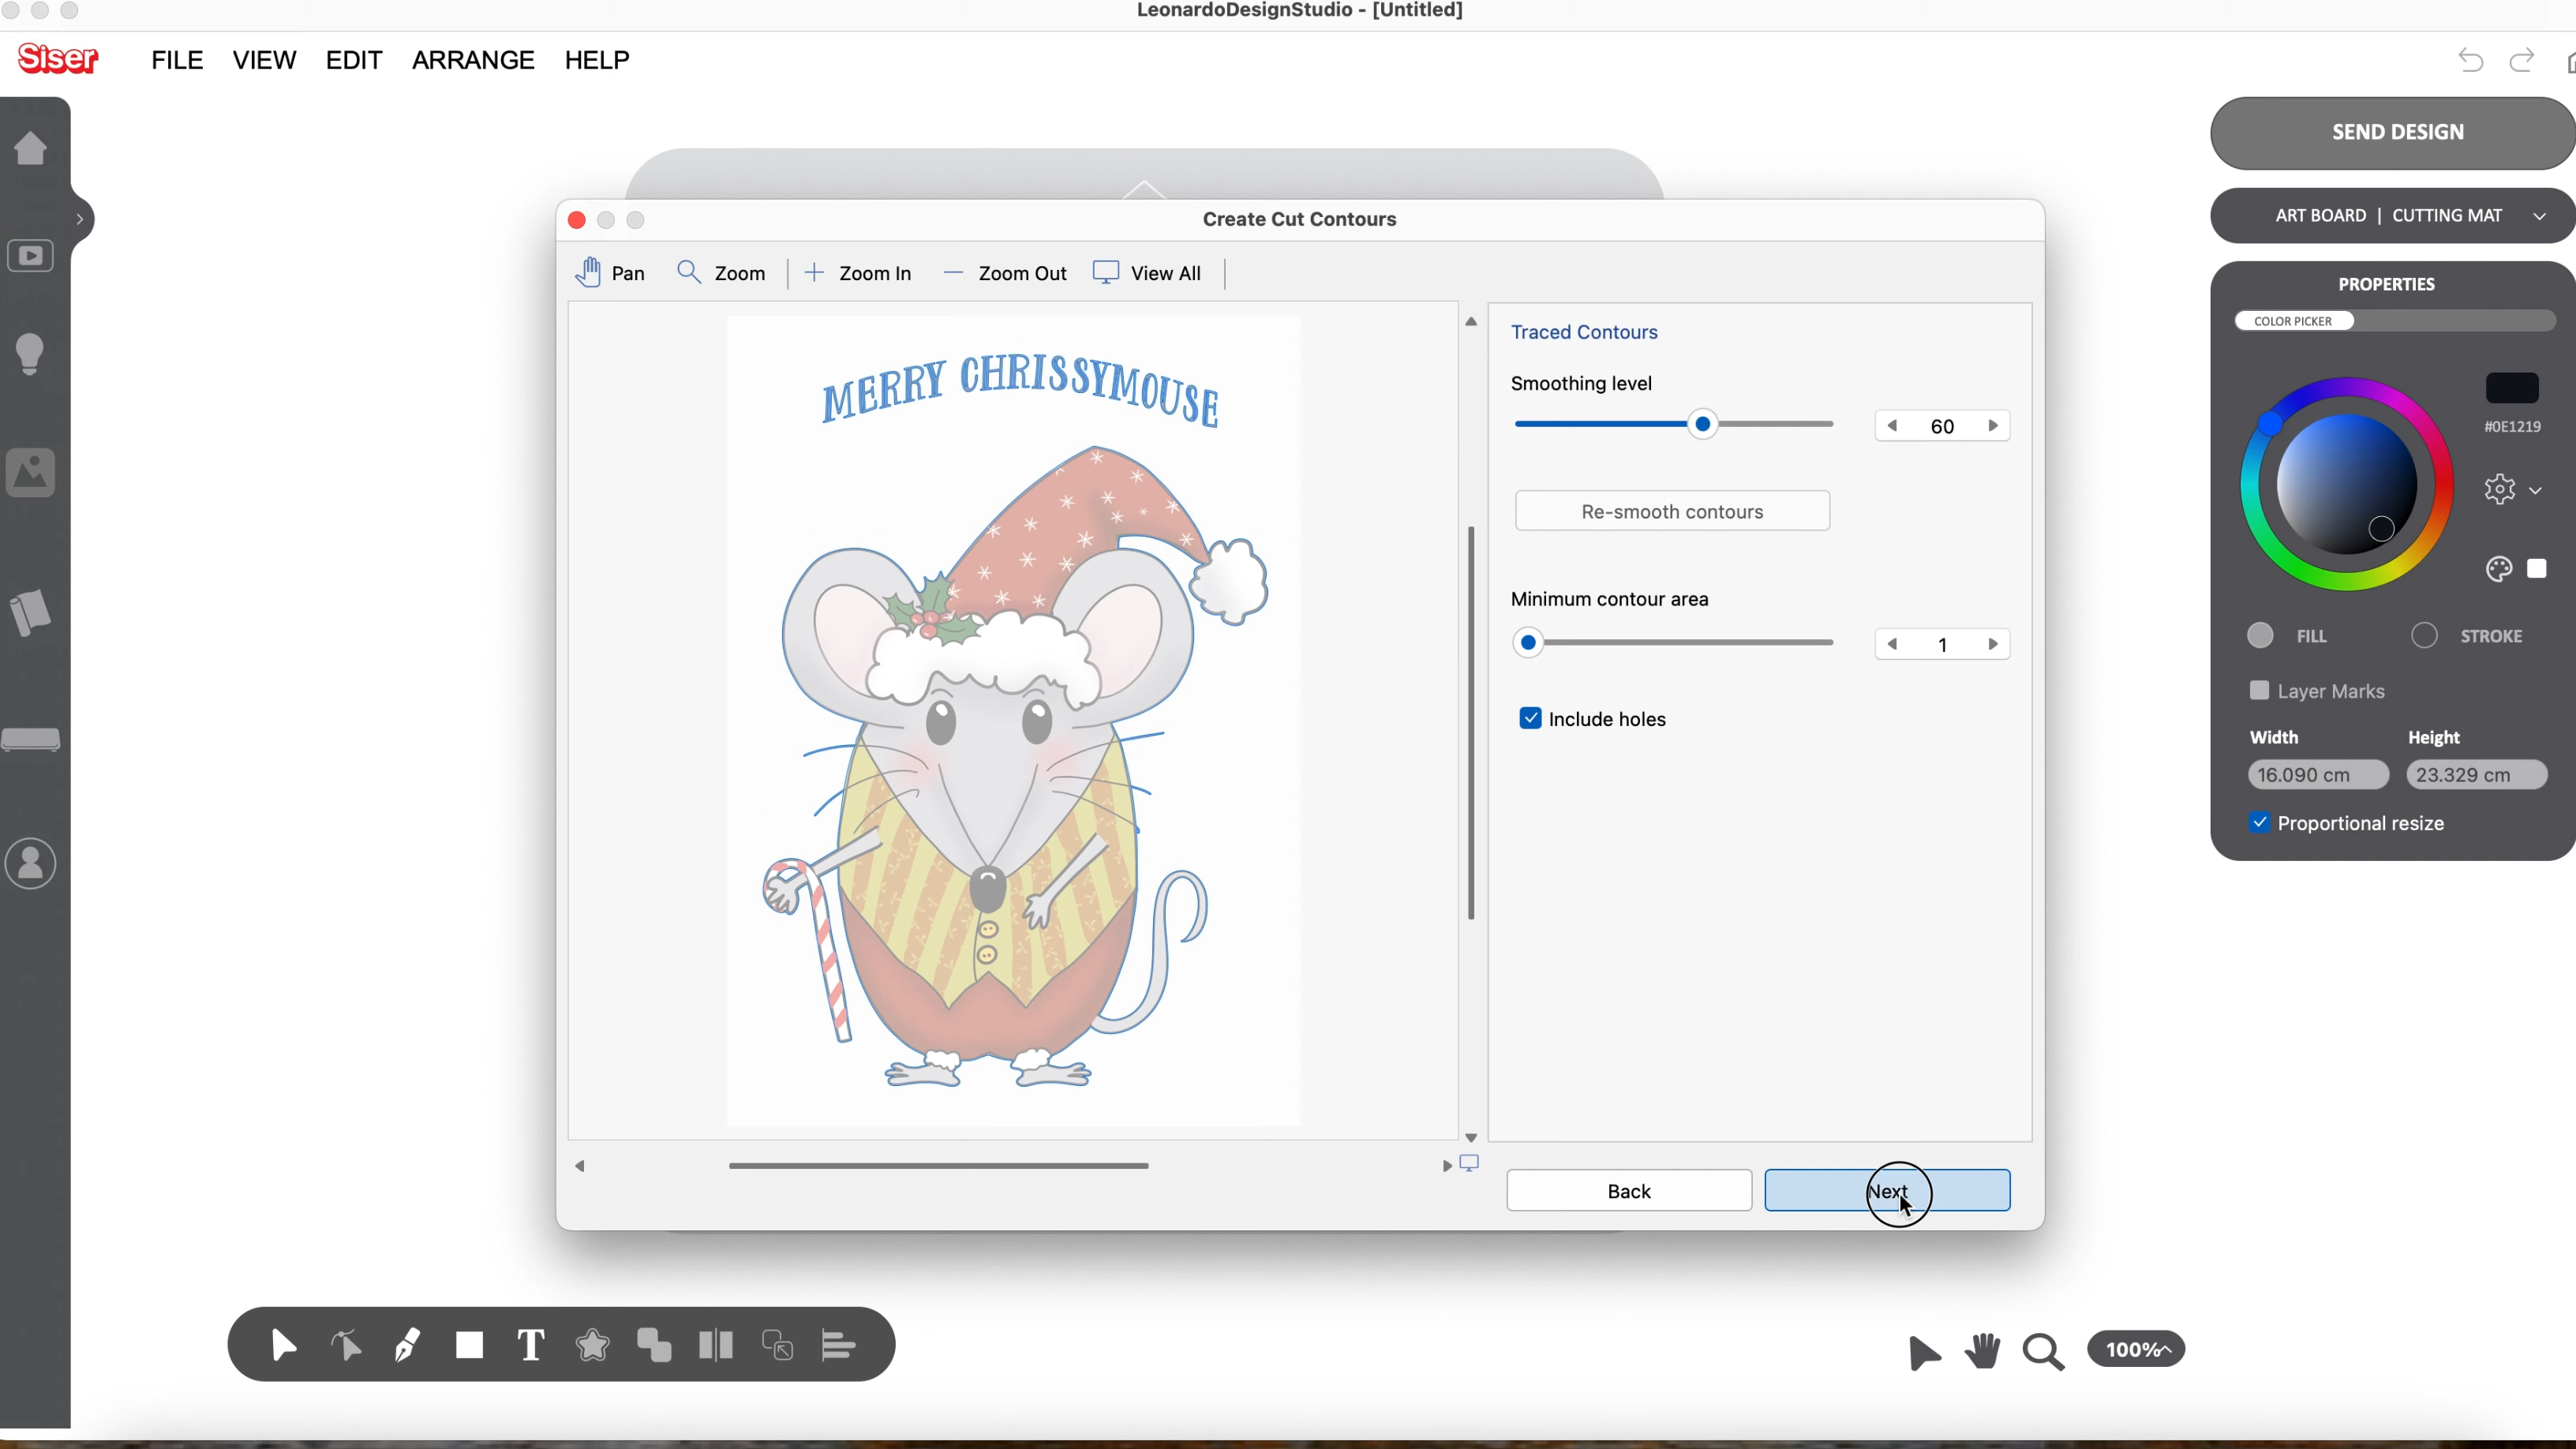 LeonardoDesignStudio - [Untitled]
Siser FILE VIEW EDIT ARRANGE HELP
SEND DESIGN
ART BOARD | CUTTING MAT
PROPERTIES
COLOR PICKER
#0E1219
FILL STROKE
Layer Marks
Width Height
16.090 cm 23.329 cm
Proportional resize
Create Cut Contours
Pan Zoom Zoom In Zoom Out View All
MERRY CHRISSYMOUSE
Traced Contours
Smoothing level
60
Re-smooth contours
Minimum contour area
1
Include holes
Back Next
T
100%